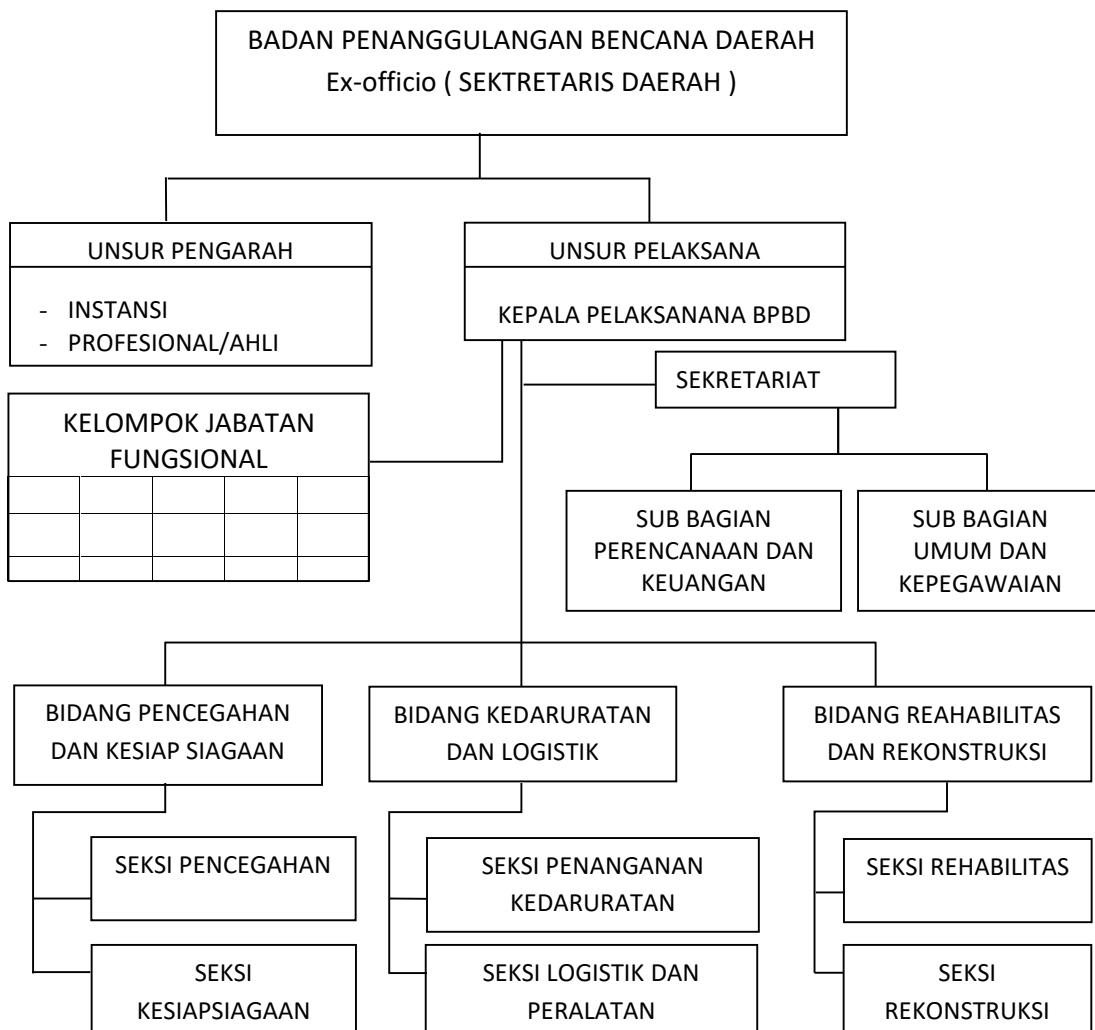 BADAN PENANGGULANGAN BENCANA DAERAH
Ex-officio ( SEKTRETARIS DAERAH )
UNSUR PENGARAH
- INSTANSI
- PROFESIONAL/AHLI
UNSUR PELAKSANA
KEPALA PELAKSANANA BPBD
SEKRETARIAT
KELOMPOK JABATAN
FUNGSIONAL
SUB BAGIAN
PERENCANAAN DAN
KEUANGAN
SUB BAGIAN
UMUM DAN
KEPEGAWAIAN
BIDANG PENCEGAHAN
DAN KESIAP SIAGAAN
BIDANG KEDARURATAN
DAN LOGISTIK
BIDANG REAHABILITAS
DAN REKONSTRUKSI
SEKSI PENCEGAHAN
SEKSI PENANGANAN
KEDARURATAN
SEKSI REHABILITAS
SEKSI
KESIAPSIAGAAN
SEKSI LOGISTIK DAN
PERALATAN
SEKSI
REKONSTRUKSI